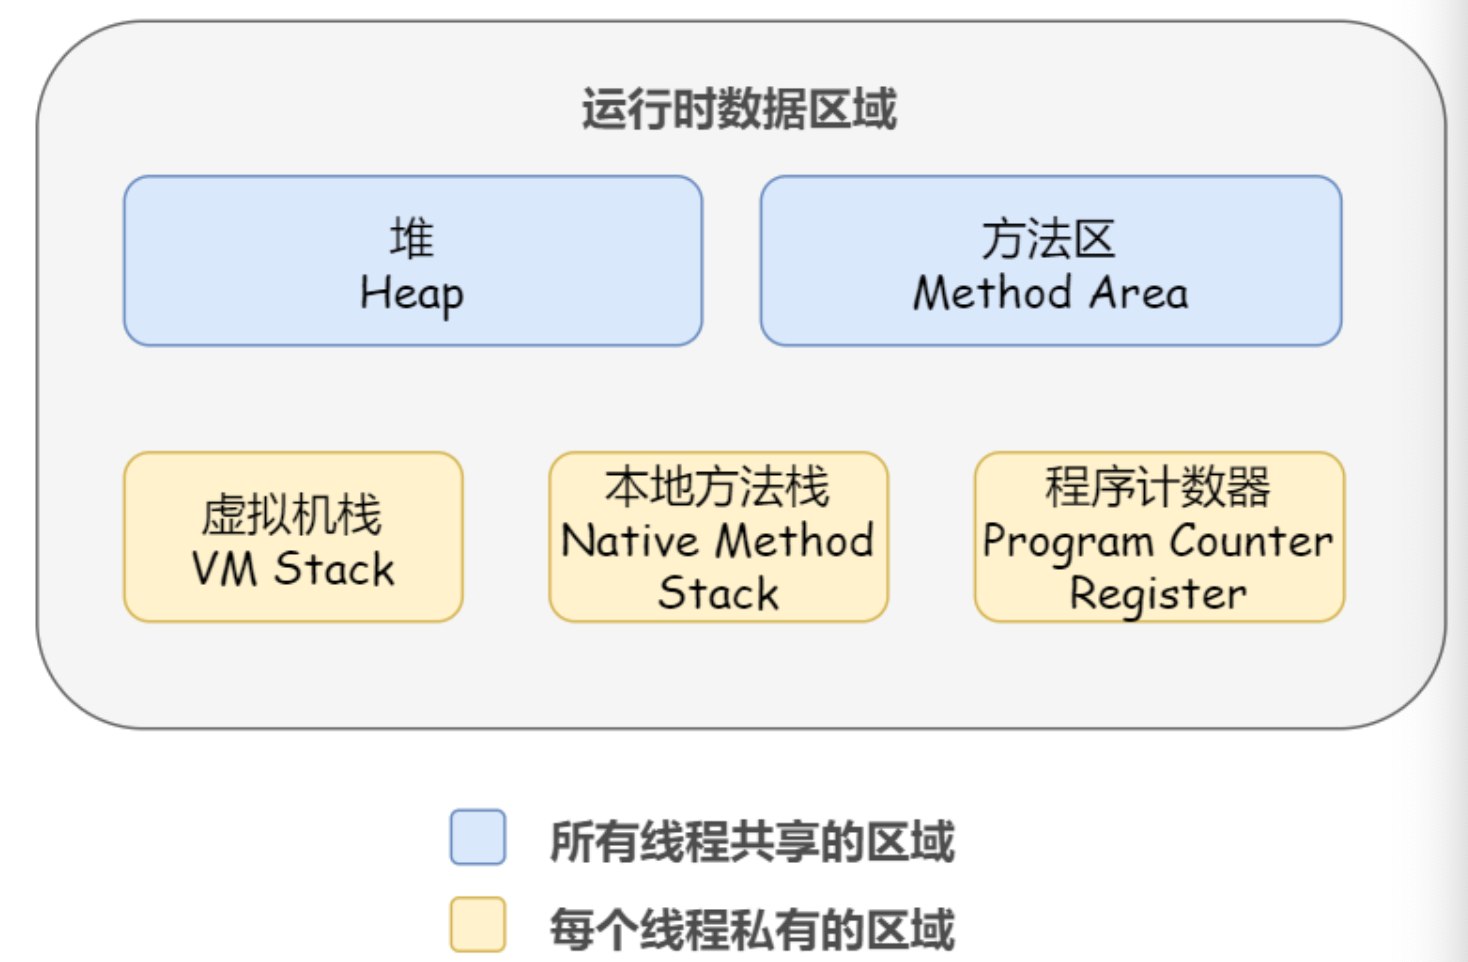 运行时数据区域
堆
Heap
方法区
Method Area
虚拟机栈
VM Stack
本地方法栈
Native Method
Stack
程序计数器
Program Counter
Register
所有线程共享的区域
每个线程私有的区域